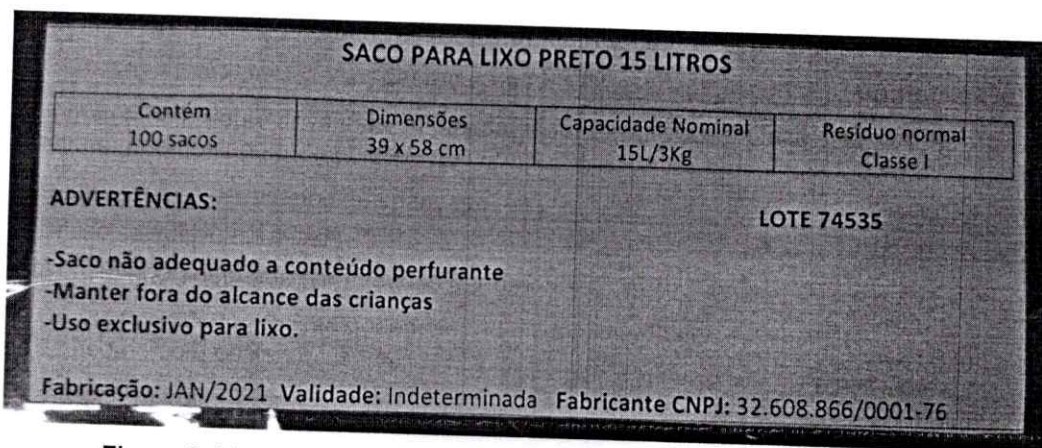 SACO PARA LIXO PRETO 15 LITROS
Contém Dimensões Capacidade Nominal Resíduo normal
100 sacos 39 x 58 cm 15L/3Kg Classe I
ADVERTÊNCIAS:
LOTE 74535
-Saco não adequado a conteúdo perfurante
-Manter fora do alcance das crianças
-Uso exclusivo para lixo.
Fabricação: JAN/2021 Validade: Indeterminada Fabricante CNPJ: 32.608.866/0001-76